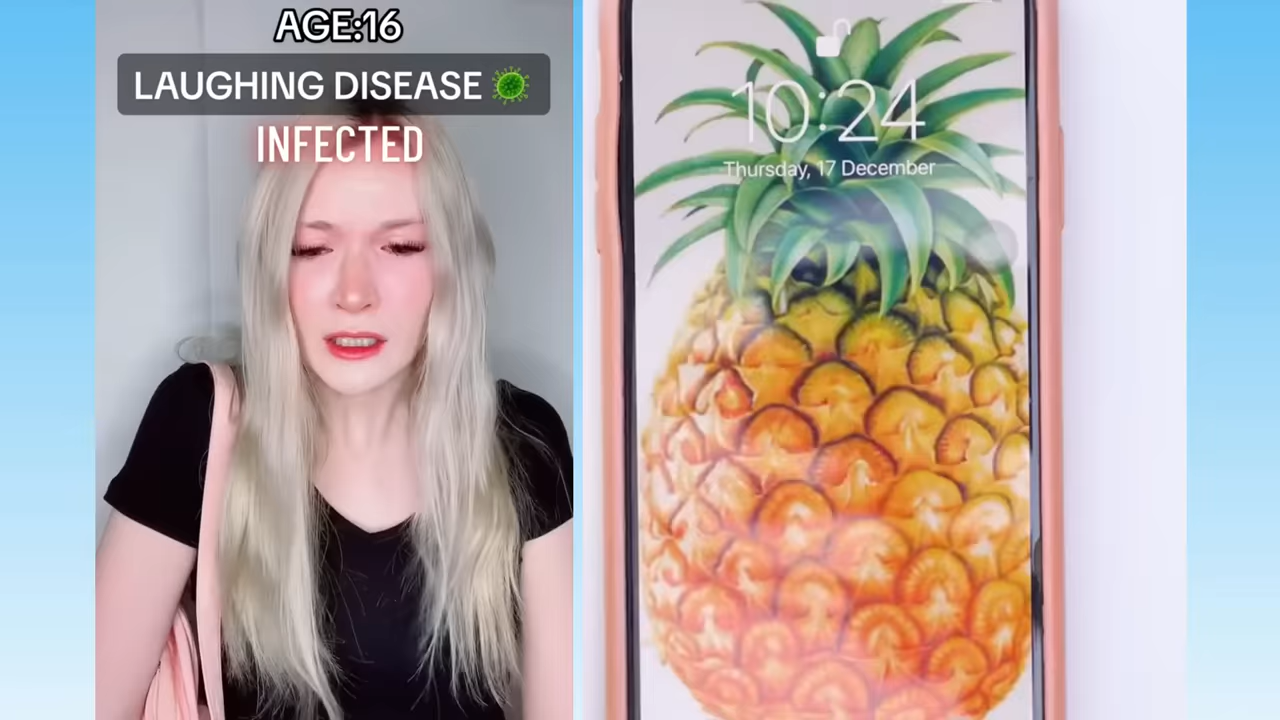 AGE:16
LAUGHING DISEASE 🦠
INFECTED
10:24
Thursday, 17 December